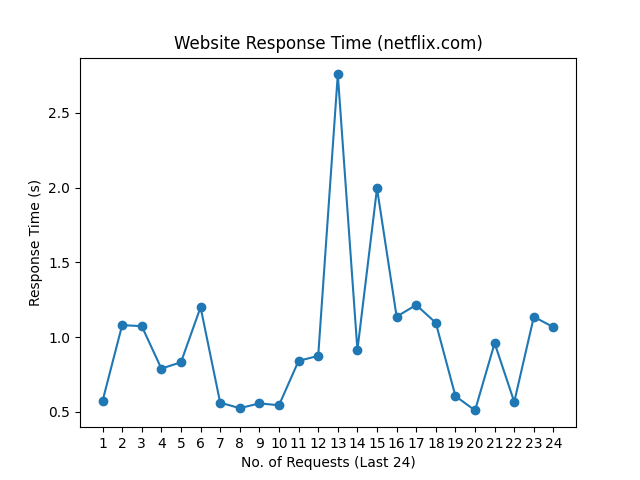 Website Response Time (netflix.com)
Response Time (s)
2.5
2.0
1.5
1.0
0.5
1 2 3 4 5 6 7 8 9 10 11 12 13 14 15 16 17 18 19 20 21 22 23 24
No. of Requests (Last 24)